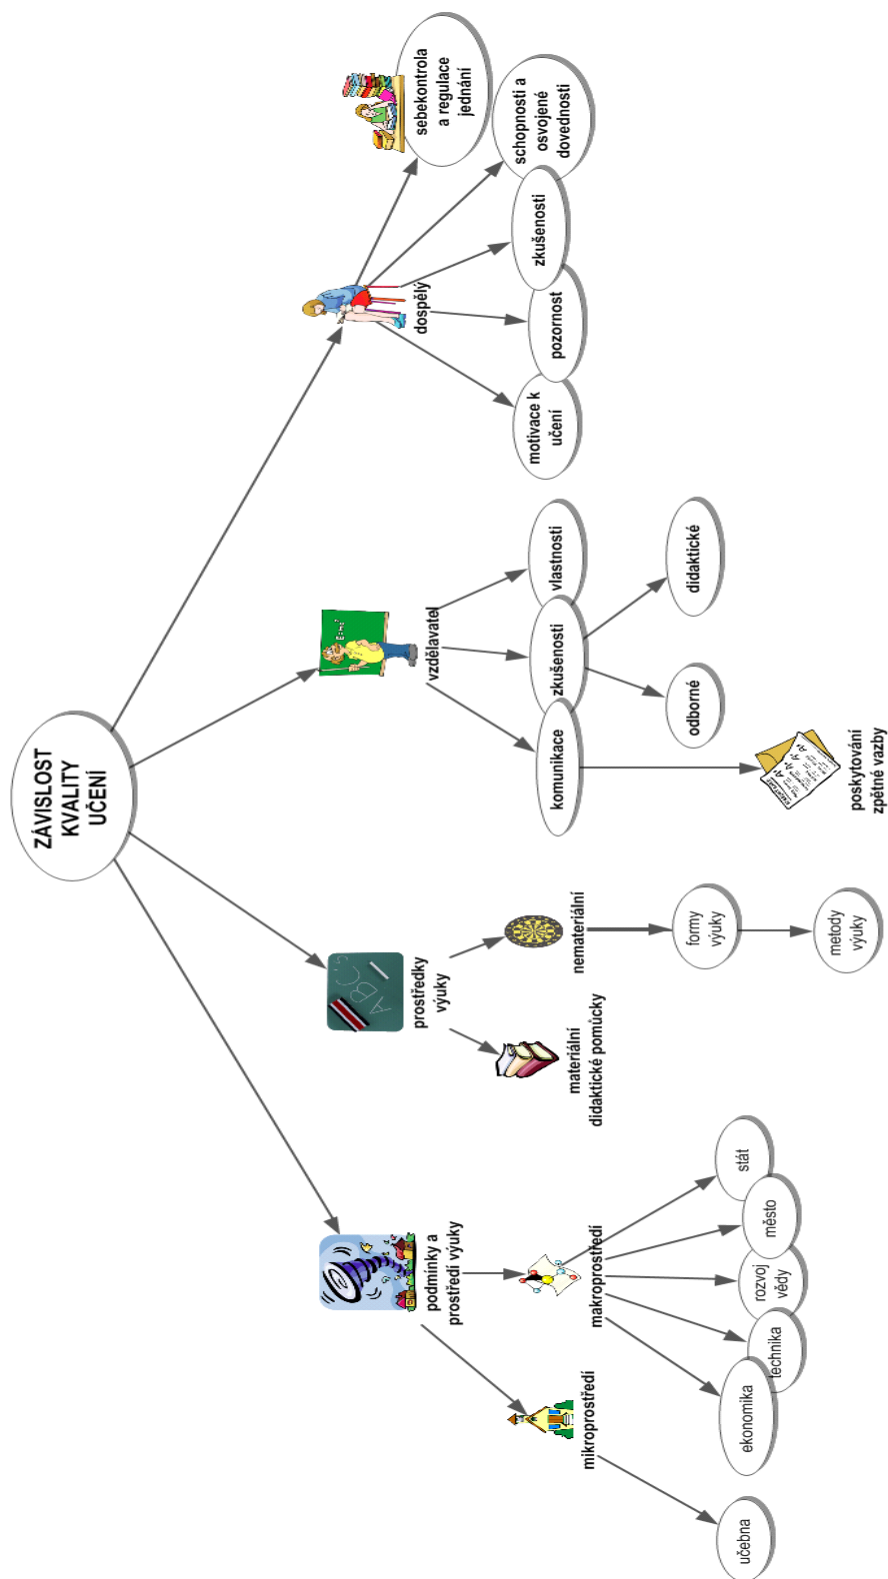 ZÁVISLOST
KVALITY
UČENÍ
podmínky a
prostředí výuky
prostředky
výuky
vzdělavatel
dospělý
mikroprostředí
makroprostředí
materiální
didaktické pomůcky
nemateriální
komunikace
zkušenosti
vlastnosti
motivace k
učení
pozornost
zkušenosti
schopnosti a
osvojené
dovednosti
sebekontrola
a regulace
jednání
učebna
ekonomika
technika
rozvoj
vědy
město
stát
formy
výuky
metody
výuky
odborné
didaktické
poskytování
zpětné vazby